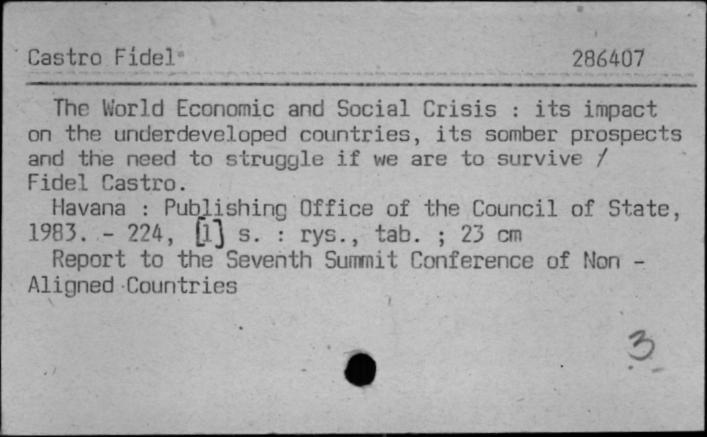 Castro Fidel 286407
The World Economic and Social Crisis : its impact
on the underdeveloped countries, its somber prospects
and the need to struggle if we are to survive /
Fidel Castro.
Havana : Publishing Office of the Council of State,
1983. - 224, [1] s. : rys., tab. ; 23 cm
Report to the Seventh Summit Conference of Non -
Aligned Countries
3